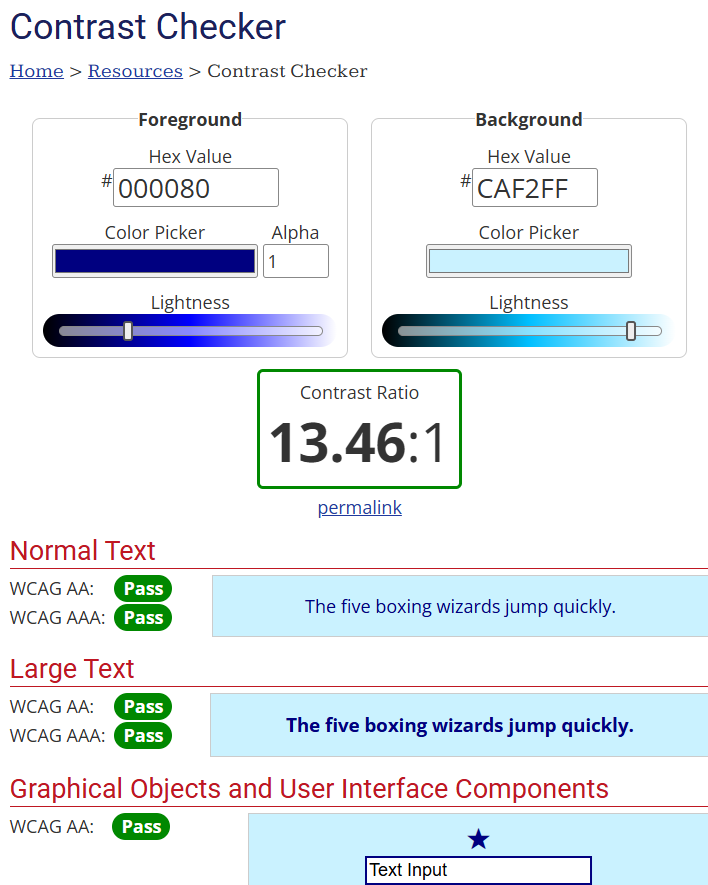 Contrast Checker
Home > Resources > Contrast Checker
Foreground
Hex Value
#000080
Color Picker
Alpha
1
Lightness
Background
Hex Value
#CAF2FF
Color Picker
Lightness
Contrast Ratio
13.46:1
permalink
Normal Text
WCAG AA: Pass
WCAG AAA: Pass
The five boxing wizards jump quickly.
Large Text
WCAG AA: Pass
WCAG AAA: Pass
The five boxing wizards jump quickly.
Graphical Objects and User Interface Components
WCAG AA: Pass
Text Input